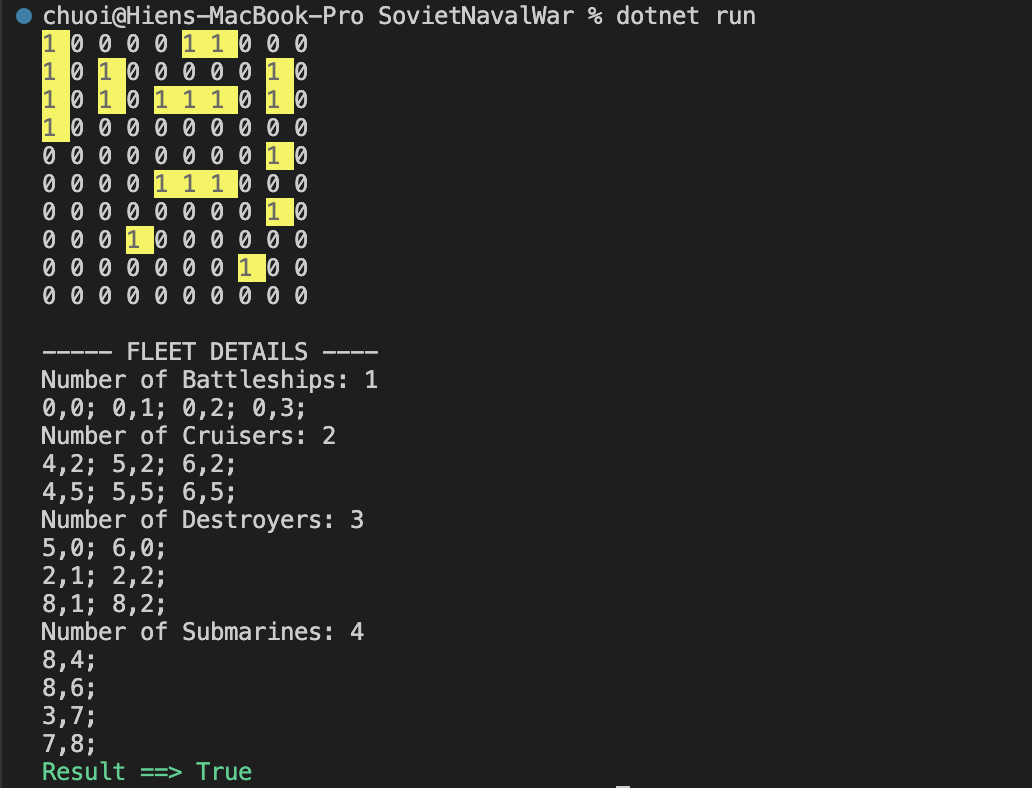 chuoi@Hiens-MacBook-Pro SovietNavalWar % dotnet run
1 0 0 0 0 1 1 0 0 0
1 0 1 0 0 0 0 0 1 0
1 0 1 0 1 1 1 0 1 0
1 0 0 0 0 0 0 0 0 0
0 0 0 0 0 0 0 0 1 0
0 0 0 0 1 1 1 0 0 0
0 0 0 0 0 0 0 0 1 0
0 0 0 1 0 0 0 0 0 0
0 0 0 0 0 0 0 1 0 0
0 0 0 0 0 0 0 0 0 0
----- FLEET DETAILS ----
Number of Battleships: 1
0,0; 0,1; 0,2; 0,3;
Number of Cruisers: 2
4,2; 5,2; 6,2;
4,5; 5,5; 6,5;
Number of Destroyers: 3
5,0; 6,0;
2,1; 2,2;
8,1; 8,2;
Number of Submarines: 4
8,4;
8,6;
3,7;
7,8;
Result ==> True